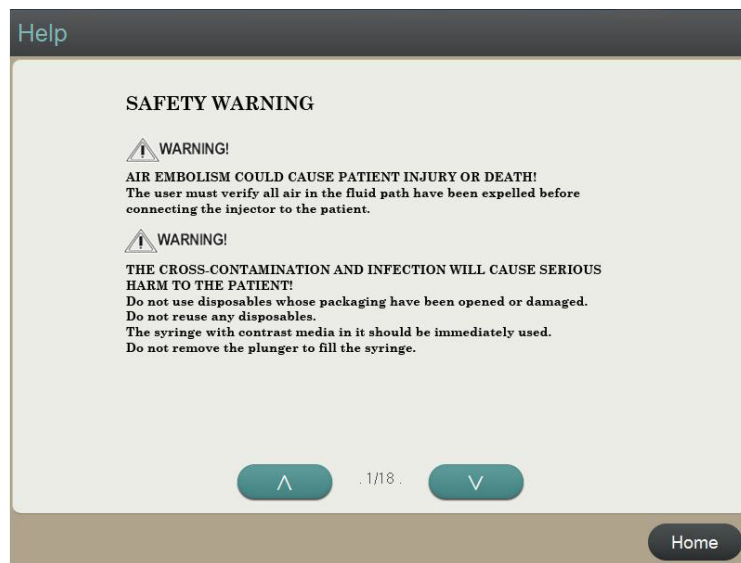 Help
SAFETY WARNING
WARNING!
AIR EMBOLISM COULD CAUSE PATIENT INJURY OR DEATH!
The user must verify all air in the fluid path have been expelled before
connecting the injector to the patient.
WARNING!
THE CROSS-CONTAMINATION AND INFECTION WILL CAUSE SERIOUS
HARM TO THE PATIENT!
Do not use disposables whose packaging have been opened or damaged.
Do not reuse any disposables.
The syringe with contrast media in it should be immediately used.
Do not remove the plunger to fill the syringe.
. 1/18 .
Home